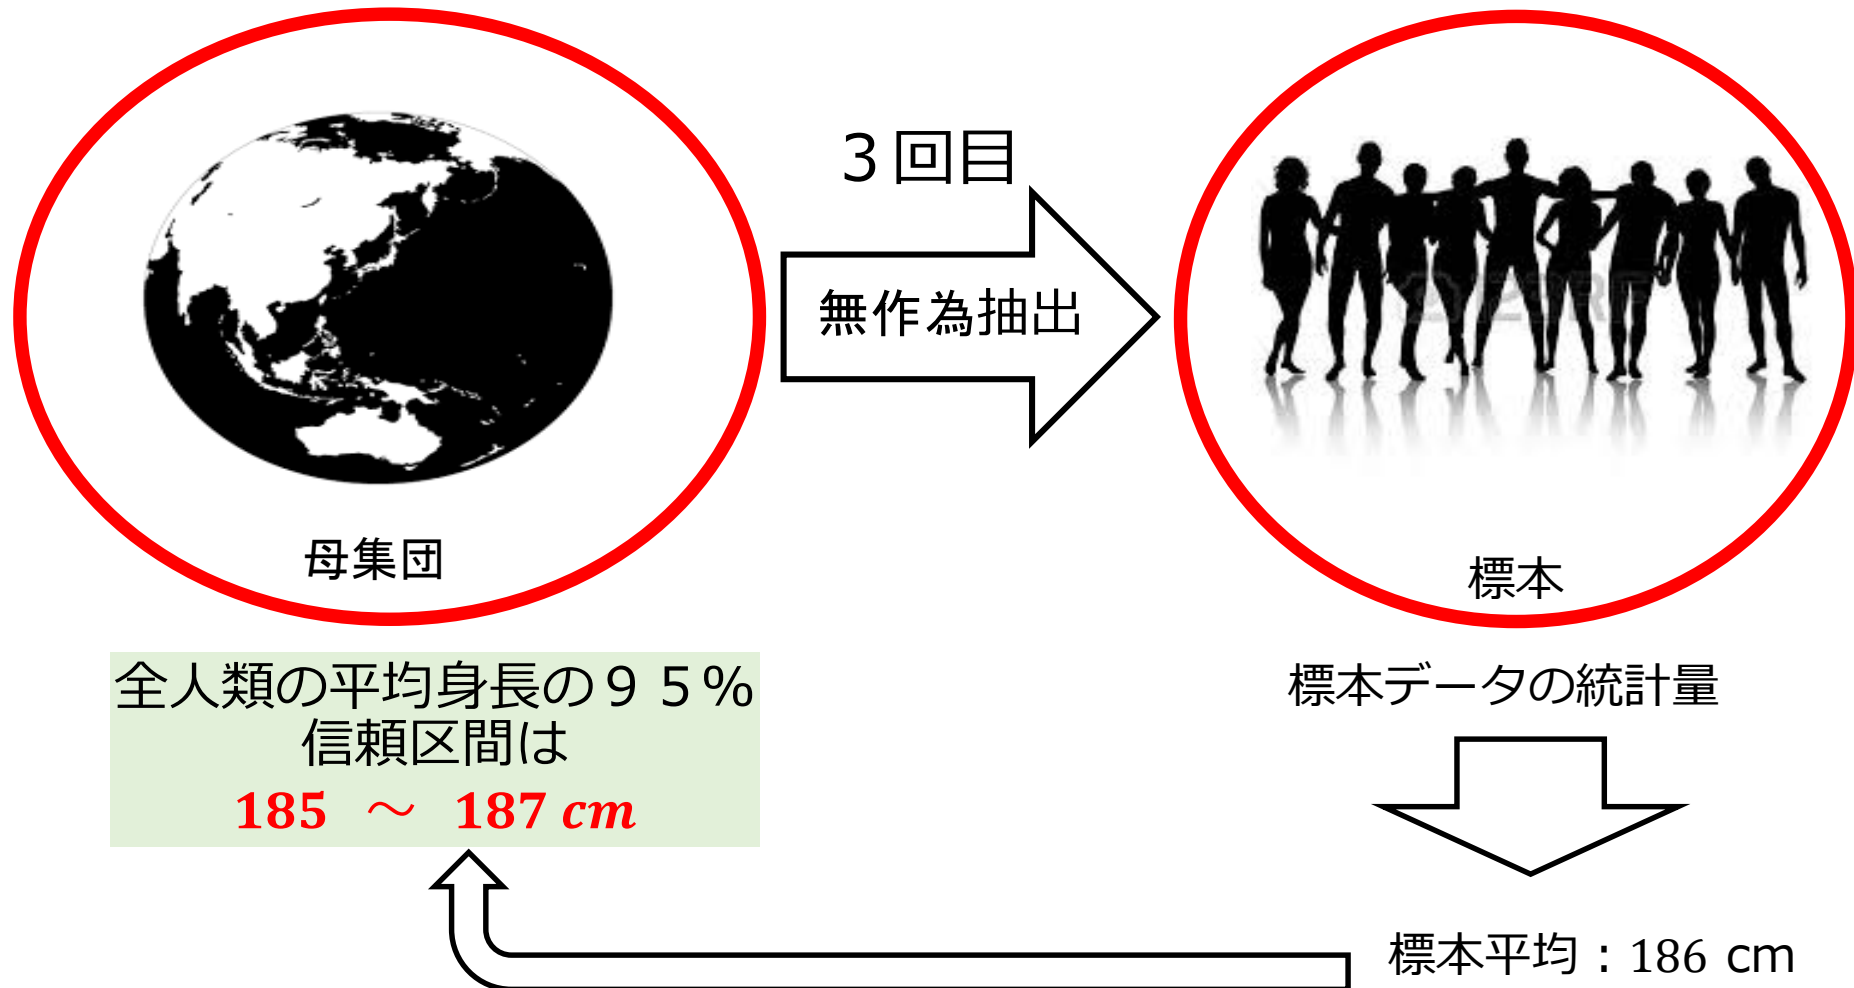 3回目
無作為抽出
母集団
標本
全人類の平均身長の95%
信頼区間は
185 ~ 187 cm
標本データの統計量
標本平均:186 cm